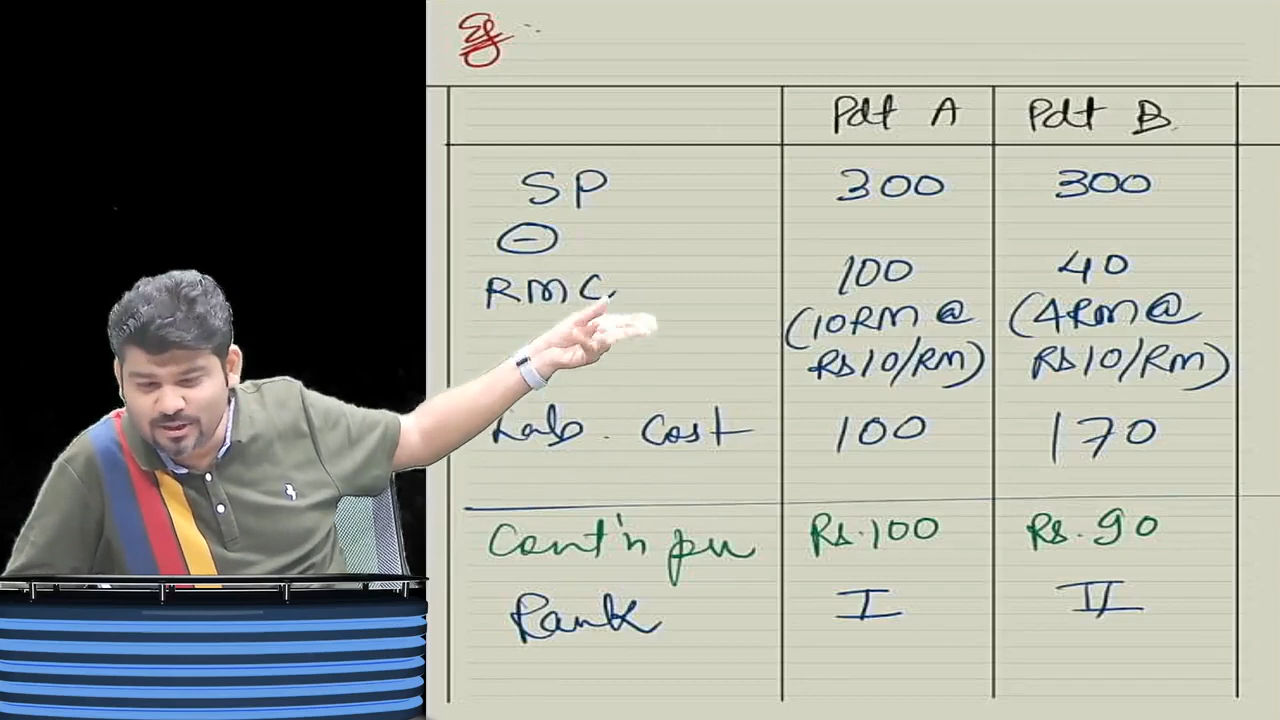 Eg :-
Pdt A Pdt B.
SP 300 300
(-)
RMC 100 40
(10RM @ (4RM @
Rs10/RM) Rs10/RM)
Lab. Cost 100 170
Cont'n pu Rs.100 Rs.90
Rank I II